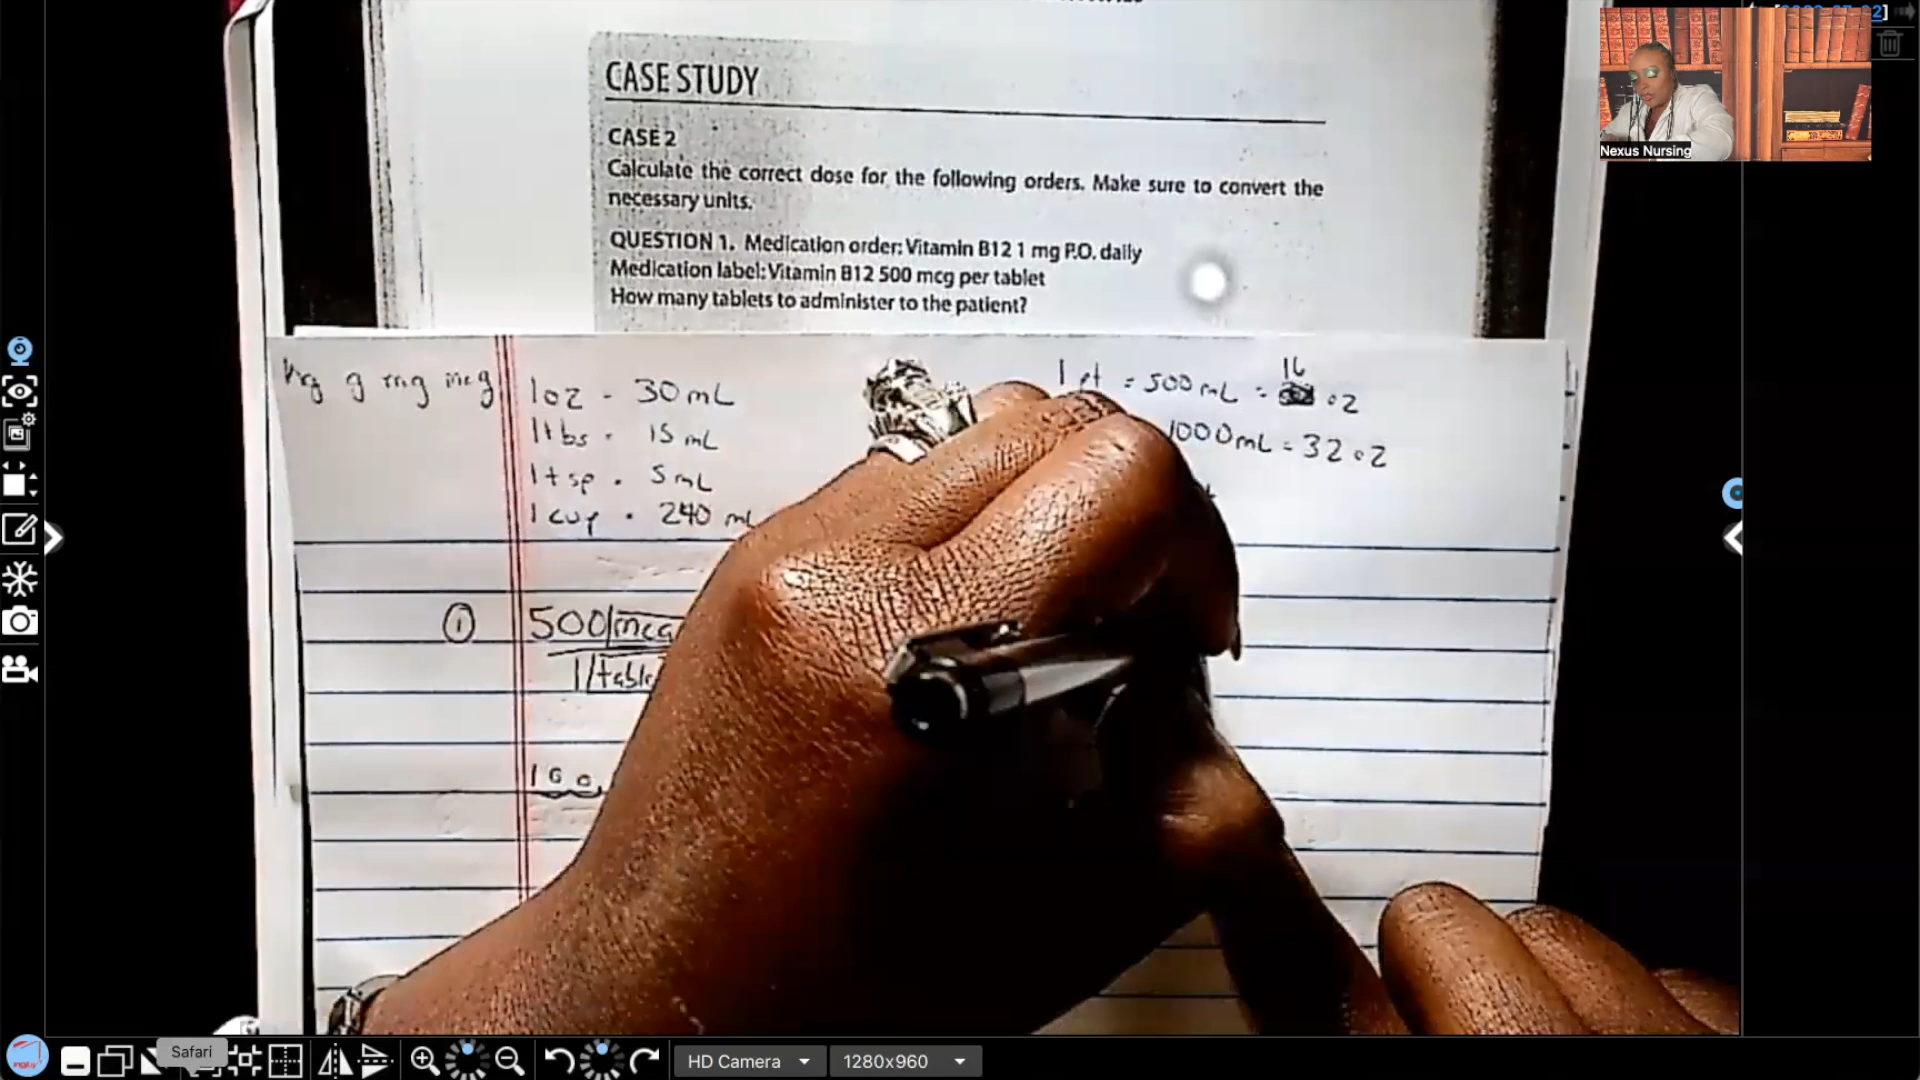 CASE STUDY
CASE 2
Calculate the correct dose for the following orders. Make sure to convert the
necessary units.
QUESTION 1. Medication order: Vitamin B12 1 mg P.O. daily
Medication label: Vitamin B12 500 mcg per tablet
How many tablets to administer to the patient?
Kg g mg mcg
1 oz - 30 mL
1 tbs . 15 mL
1 tsp . 5 mL
1 cup . 240 mL
1 pt = 500 mL = 16 oz
1000 mL = 32 oz
① 500/mcg
1/table
Nexus Nursing
Safari
HD Camera
1280x960